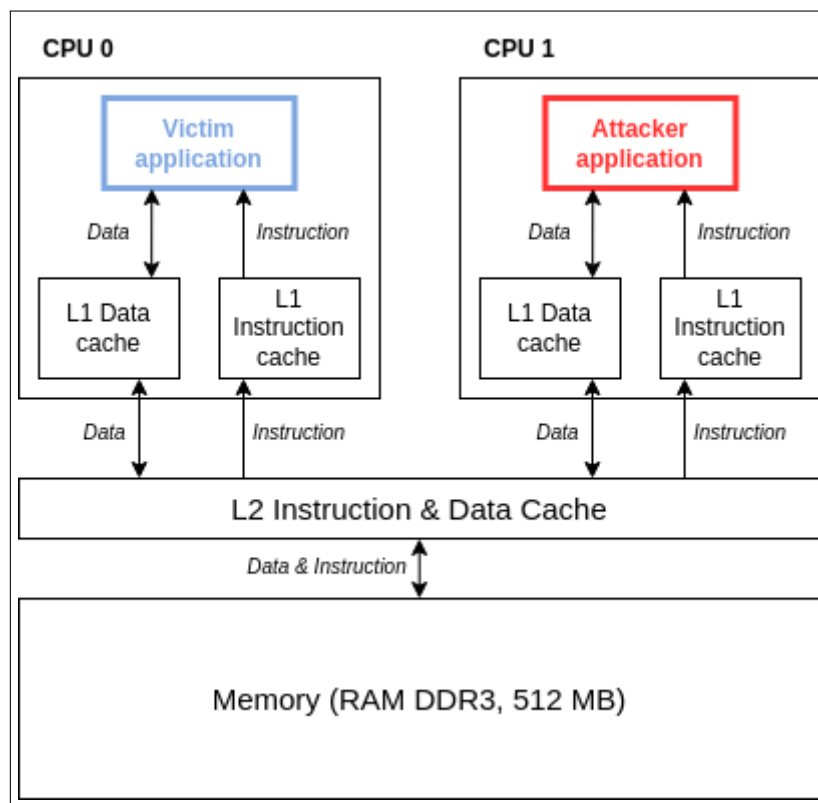 CPU 0
CPU 1
Victim
application
Attacker
application
Data
Instruction
Data
Instruction
L1 Data
cache
L1
Instruction
cache
L1 Data
cache
L1
Instruction
cache
Data
Instruction
Data
Instruction
L2 Instruction & Data Cache
Data & Instruction
Memory (RAM DDR3, 512 MB)